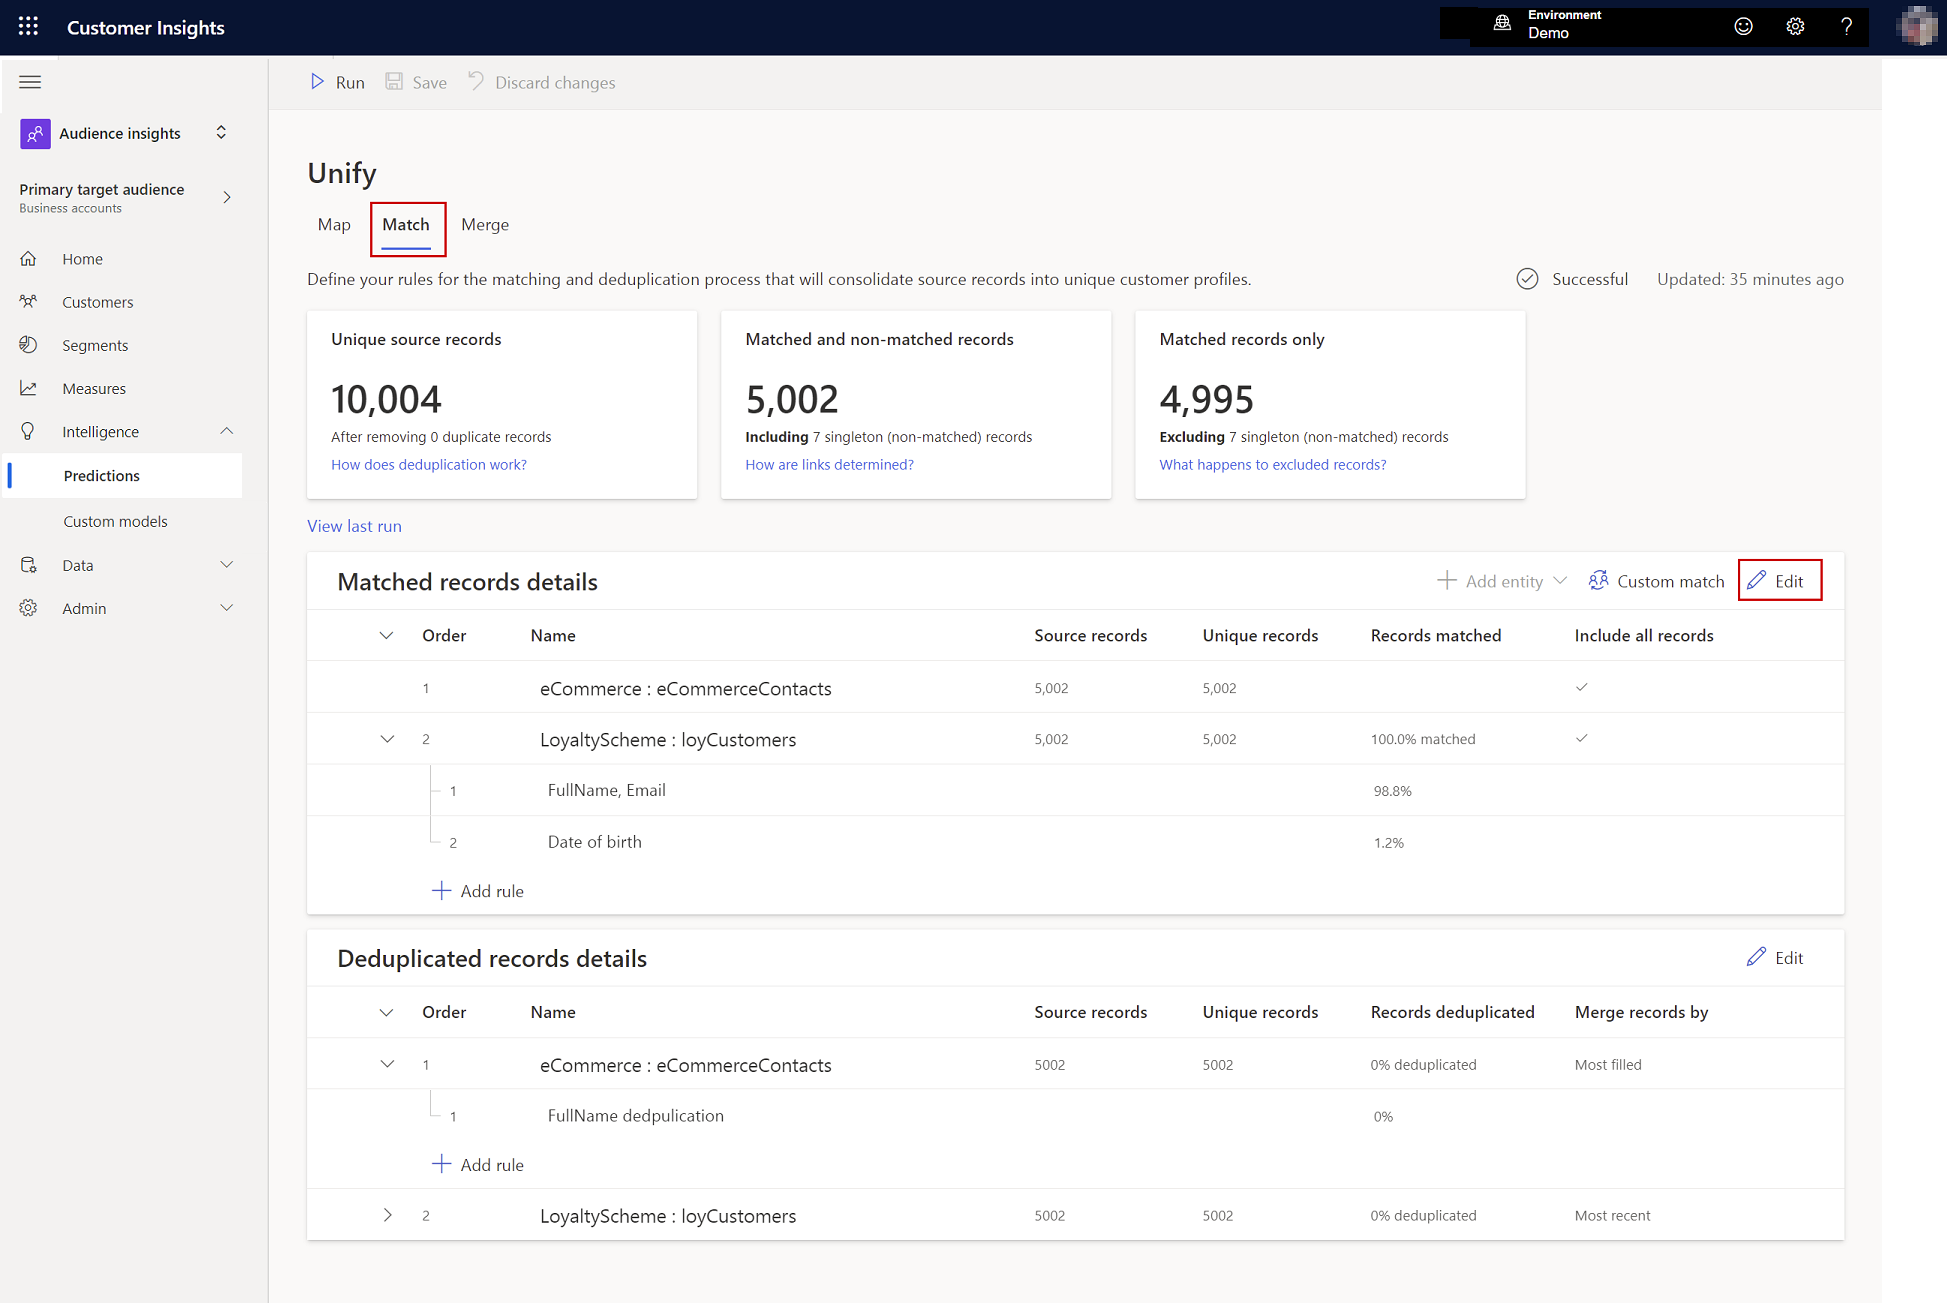 Customer Insights
Environment
Demo
Run Save Discard changes
Audience insights
Primary target audience
Business accounts
Home
Customers
Segments
Measures
Intelligence
Predictions
Custom models
Data
Admin
Unify
Map Match Merge
Define your rules for the matching and deduplication process that will consolidate source records into unique customer profiles.
Successful Updated: 35 minutes ago
Unique source records
10,004
After removing 0 duplicate records
How does deduplication work?
Matched and non-matched records
5,002
Including 7 singleton (non-matched) records
How are links determined?
Matched records only
4,995
Excluding 7 singleton (non-matched) records
What happens to excluded records?
View last run
Matched records details Add entity Custom match Edit
Order Name Source records Unique records Records matched Include all records
1 eCommerce : eCommerceContacts 5,002 5,002
2 LoyaltyScheme : loyCustomers 5,002 5,002 100.0% matched
1 FullName, Email 98.8%
2 Date of birth 1.2%
Add rule
Deduplicated records details Edit
Order Name Source records Unique records Records deduplicated Merge records by
1 eCommerce : eCommerceContacts 5002 5002 0% deduplicated Most filled
1 FullName dedpulication 0%
Add rule
2 LoyaltyScheme : loyCustomers 5002 5002 0% deduplicated Most recent